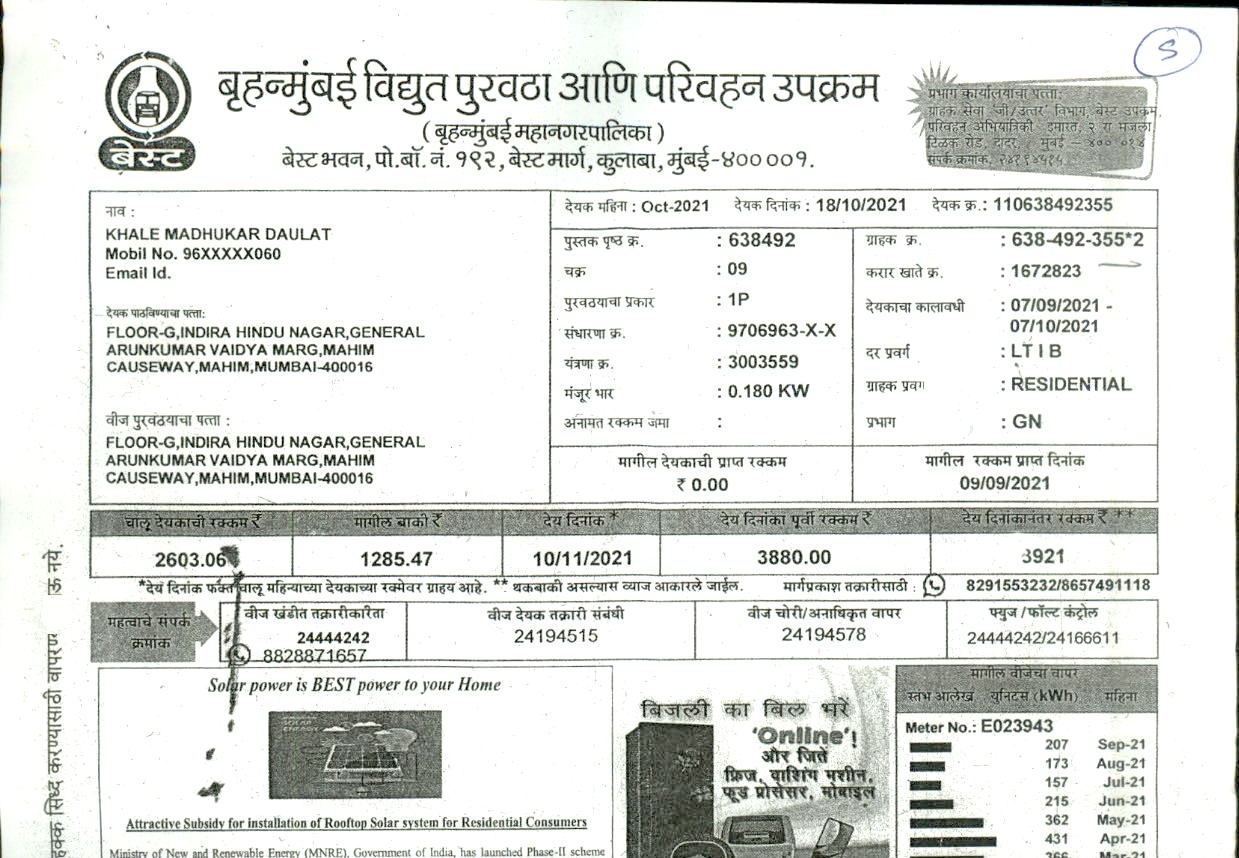 S
बृहन्मुंबई विद्युत पुरवठा आणि परिवहन उपक्रम
( बृहन्मुंबई महानगरपालिका )
बेस्ट भवन, पो.बॉ. नं. १९२, बेस्ट मार्ग, कुलाबा, मुंबई-४०० ००१.
बेस्ट
प्रभाग कार्यालयाचा पत्ता:
ग्राहक सेवा 'जी/उत्तर' विभाग, बेस्ट उपक्रम,
परिवहन अभियांत्रिकी इमारत, २ रा मजला,
टिळक रोड, दादर, मुंबई – ४०० ०१४
संपर्क क्रमांक,
नाव :
KHALE MADHUKAR DAULAT
Mobil No. 96XXXXX060
Email Id.
देयक पाठविण्याचा पत्ता:
FLOOR-G,INDIRA HINDU NAGAR,GENERAL
ARUNKUMAR VAIDYA MARG,MAHIM
CAUSEWAY,MAHIM,MUMBAI-400016
वीज पुरवठयाचा पत्ता :
FLOOR-G,INDIRA HINDU NAGAR,GENERAL
ARUNKUMAR VAIDYA MARG,MAHIM
CAUSEWAY,MAHIM,MUMBAI-400016
देयक महिना : Oct-2021 देयक दिनांक : 18/10/2021 देयक क्र.: 110638492355
पुस्तक पृष्ठ क्र. : 638492
चक्र : 09
पुरवठयाचा प्रकार : 1P
संधारणा क्र. : 9706963-X-X
यंत्रणा क्र. : 3003559
मंजूर भार : 0.180 KW
अनामत रक्कम जमा :
ग्राहक क्र. : 638-492-355*2
करार खाते क्र. : 1672823
देयकाचा कालावधी : 07/09/2021 -
07/10/2021
दर प्रवर्ग : LT I B
ग्राहक प्रवर्ग : RESIDENTIAL
प्रभाग : GN
मागील देयकाची प्राप्त रक्कम
₹ 0.00
मागील रक्कम प्राप्त दिनांक
09/09/2021
चालू देयकाची रक्कम ₹ मागील बाकी ₹ देय दिनांक * देय दिनांका पूर्वी रक्कम ₹ देय दिनांकानंतर रक्कम ₹ **
2603.06 1285.47 10/11/2021 3880.00 3921
*देय दिनांक फक्त चालू महिन्याच्या देयकाच्या रक्मेवर ग्राहय आहे. ** थकबाकी असल्यास व्याज आकारले जाईल. मार्गप्रकाश तक्रारीसाठी : 8291553232/8657491118
महत्वाचे संपर्क
क्रमांक
वीज खंडीत तक्रारीकरिता
24444242
8828871657
वीज देयक तक्रारी संबंधी
24194515
वीज चोरी/अनाधिकृत वापर
24194578
फ्युज / फॉल्ट कंट्रोल
24444242/24166611
Solar power is BEST power to your Home
SOLAR
ENERGY
Attractive Subsidy for installation of Rooftop Solar system for Residential Consumers
Ministry of New and Renewable Energy (MNRE), Government of India, has launched Phase-II scheme
बिजली का बिल भरें
'Online'!
और जितें
फ्रिज, वाशिंग मशीन,
फूड प्रोसेसर, मोबाईल
मागील वीजेचा वापर
स्तंभ आलेख युनिटस (kWh) महिना
Meter No.: E023943
207 Sep-21
173 Aug-21
157 Jul-21
215 Jun-21
362 May-21
431 Apr-21
366 Mar-21
हक्क सिध्द करण्यासाठी वापरण
ऊ नये.